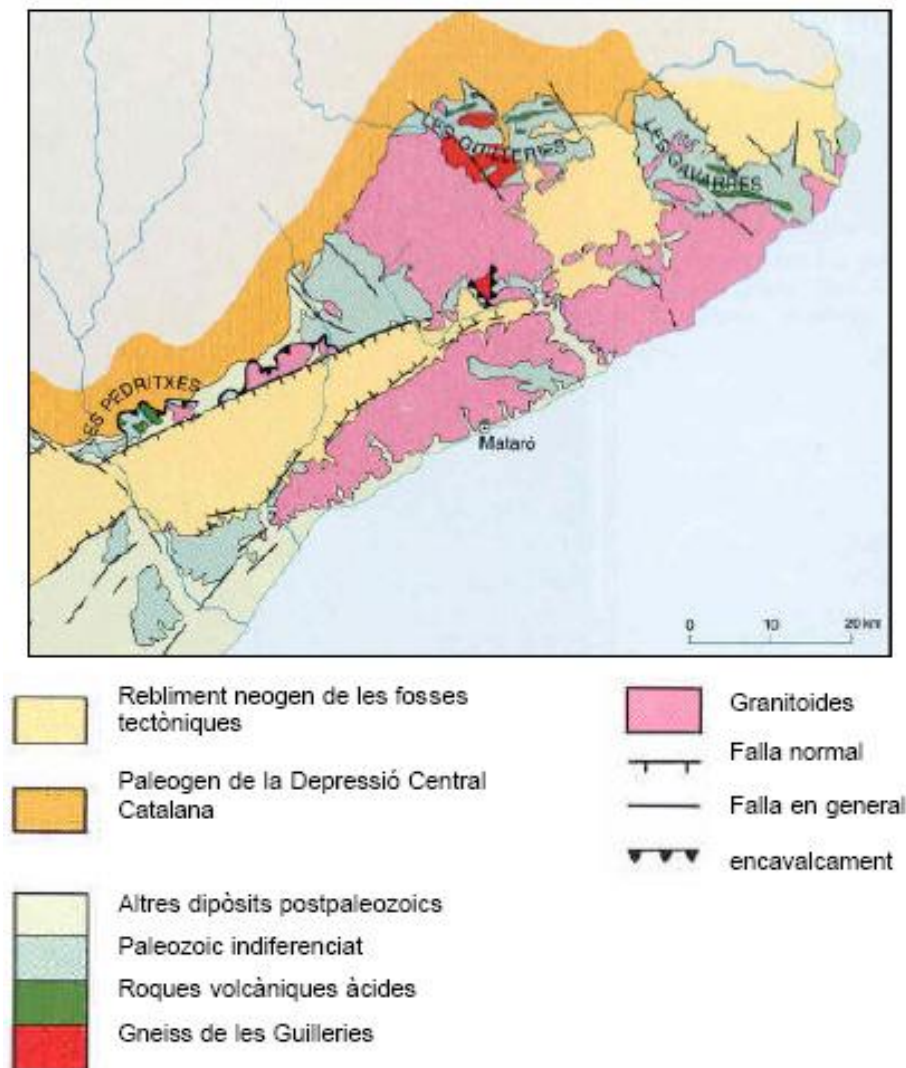 LES GUILLERIES
LES GAVARRES
ES PEDRITXES
Mataró
0 10 20 km
Rebliment neogen de les fosses
tectòniques
Paleogen de la Depressió Central
Catalana
Altres dipòsits postpaleozoics
Paleozoic indiferenciat
Roques volcàniques àcides
Gneiss de les Guilleries
Granitoides
Falla normal
Falla en general
encavalcament